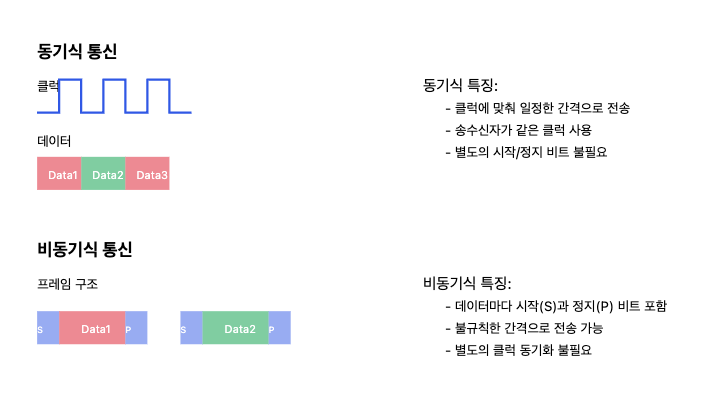 동기식 통신
클럭
동기식 특징:
- 클럭에 맞춰 일정한 간격으로 전송
- 송수신자가 같은 클럭 사용
- 별도의 시작/정지 비트 불필요
데이터
Data1 Data2 Data3
비동기식 통신
프레임 구조
비동기식 특징:
- 데이터마다 시작(S)과 정지(P) 비트 포함
- 불규칙한 간격으로 전송 가능
- 별도의 클럭 동기화 불필요
S Data1 P S Data2 P